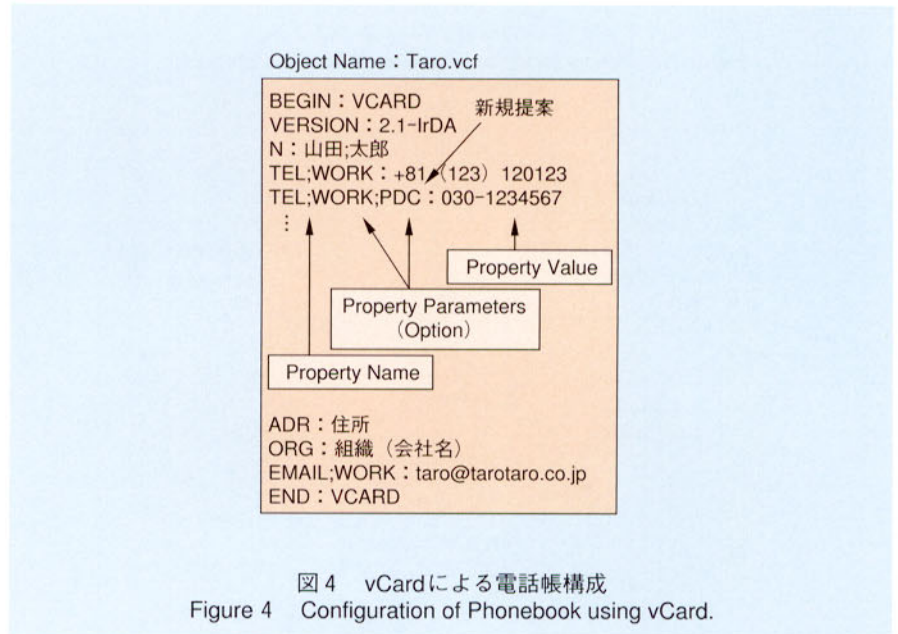 Object Name：Taro.vcf
BEGIN：VCARD
新規提案
VERSION：2.1-IrDA
N：山田;太郎
TEL;WORK：+81（123）120123
TEL;WORK;PDC：030-1234567
⋮
Property Value
Property Parameters
（Option）
Property Name
ADR：住所
ORG：組織（会社名）
EMAIL;WORK：taro@tarotaro.co.jp
END：VCARD
図 4　vCardによる電話帳構成
Figure 4　Configuration of Phonebook using vCard.